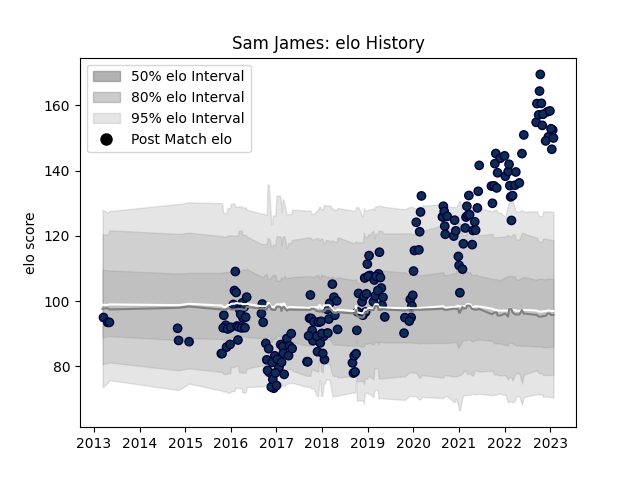 Sam James: elo History
50% elo Interval
80% elo Interval
95% elo Interval
Post Match elo
elo score
160
140
120
100
80
2013 2014 2015 2016 2017 2018 2019 2020 2021 2022 2023